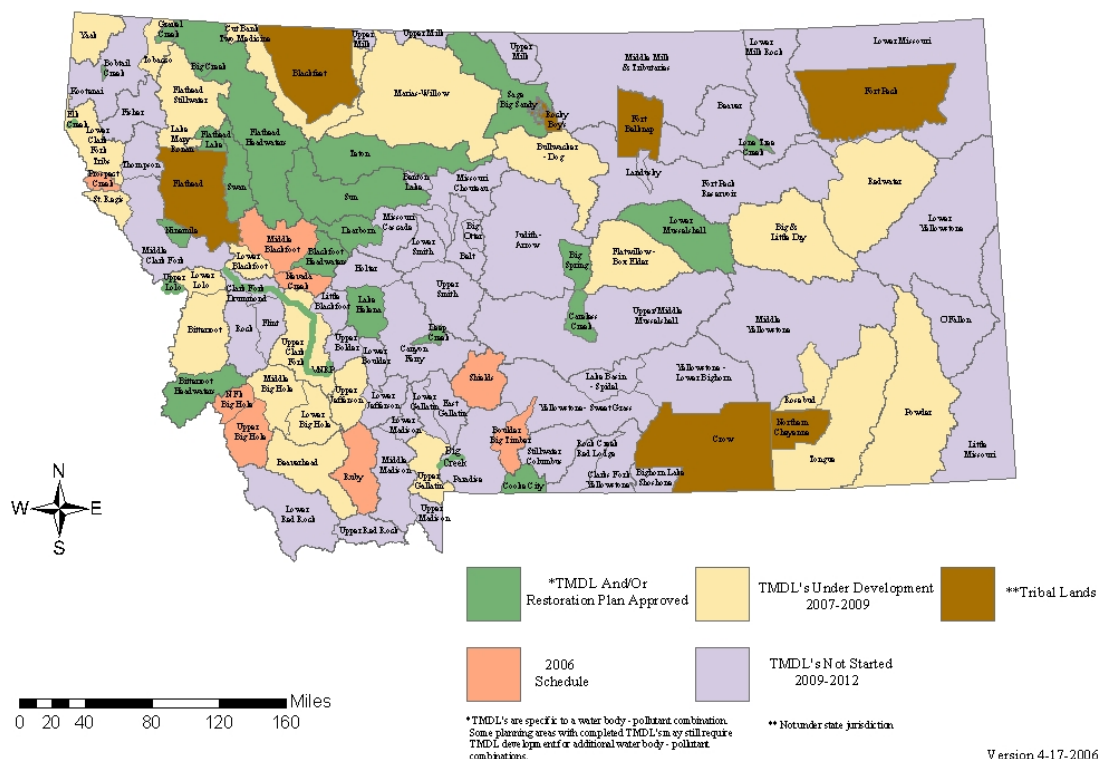 Yaak
Grave Creek
Cut Bank
Two Medicine
Upper Milk
Upper Milk
Upper Milk
Lower Milk Rock
Lower Missouri
Bobtail Creek
Tobacco
Big Creek
Blackfeet
Middle Milk
& Tributaries
Kootenai
Flathead
Stillwater
Marias-Willow
Sage
Big Sandy
Rocky
Boy's
Fort
Belknap
Beaver
Fort Peck
Fisher
Lower
Clark
Fork
Tribs
Lake
Mary
Ronan
Flathead
Lake
Flathead
Headwaters
Teton
Bullwacker
- Dog
Lone Tree
Creek
Prospect
Creek
Thompson
Flathead
Swan
Sun
Benton
Lake
Missouri
Chouteau
Landusky
Fort Peck
Reservoir
Redwater
St. Regis
Ninemile
Middle
Blackfoot
Dearborn
Missouri
Cascade
Big
Otter
Judith-
Arrow
Lower
Musselshell
Big &
Little Dry
Lower
Yellowstone
Middle
Clark Fork
Lower
Blackfoot
Blackfoot
Headwaters
Lower
Smith
Belt
Big
Spring
Flatwillow-
Box Elder
Upper
Lolo
Lower
Lolo
Clark Fork
Drummond
Nevada
Creek
Little
Blackfoot
Holter
Upper
Smith
Bitterroot
Rock
Flint
Upper
Clark
Fork
Lake
Helena
Deep
Creek
Careless
Creek
Upper/Middle
Musselshell
Middle
Yellowstone
O'Fallon
VNRP
Lower
Boulder
Canyon
Ferry
Bitterroot
Headwaters
N.Fk
Big Hole
Middle
Big Hole
Upper
Jefferson
Lower
Jefferson
Lower
Gallatin
East
Gallatin
Shields
Lake Basin
- Spidal
Yellowstone -
Lower Bighorn
Rosebud
Powder
Upper
Big Hole
Lower
Big Hole
Lower
Madison
Boulder
Big Timber
Yellowstone - Sweet Grass
Northern
Cheyenne
Beaverhead
Ruby
Middle
Madison
Big
Creek
Stillwater
Columbus
Rock Creek
Red Lodge
Crow
Tongue
Little
Missouri
Upper
Gallatin
Paradise
Cooke City
Clarks Fork
Yellowstone
Bighorn Lake
Shoshone
Lower
Red Rock
Upper Red Rock
Upper
Madison
N
W E
S
*TMDL And/Or
Restoration Plan Approved
TMDL's Under Development
2007-2009
**Tribal Lands
2006
Schedule
TMDL's Not Started
2009-2012
Miles
0 20 40 80 120 160
*TMDL's are specific to a water body - pollutant combination.
Some planning areas with completed TMDL's may still require
TMDL development for additional water body - pollutant
combinations.
** Not under state jurisdiction
Version 4-17-2006